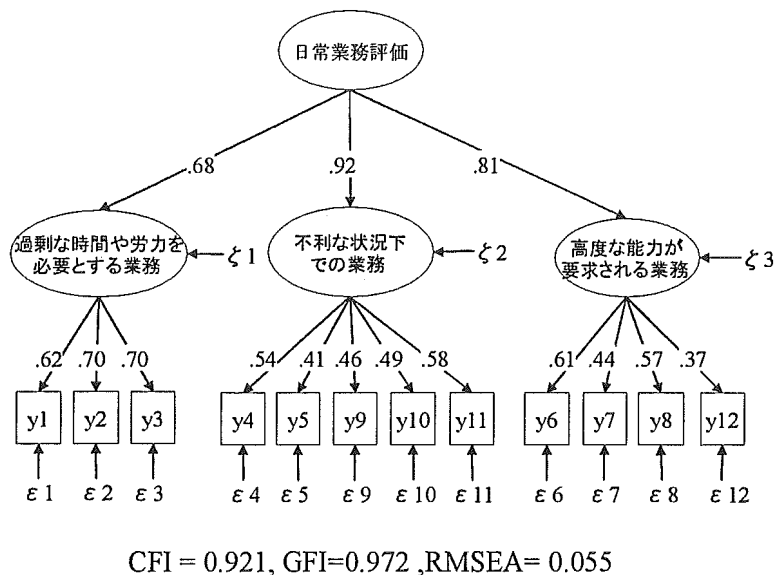 日常業務評価
.68
.92
.81
過剰な時間や労力を
必要とする業務
ζ1
不利な状況下
での業務
ζ2
高度な能力が
要求される業務
ζ3
.62 .70 .70
.54 .41 .46 .49 .58
.61 .44 .57 .37
y1 y2 y3
y4 y5 y9 y10 y11
y6 y7 y8 y12
ε1 ε2 ε3
ε4 ε5 ε9 ε10 ε11
ε6 ε7 ε8 ε12
CFI = 0.921, GFI=0.972 ,RMSEA= 0.055